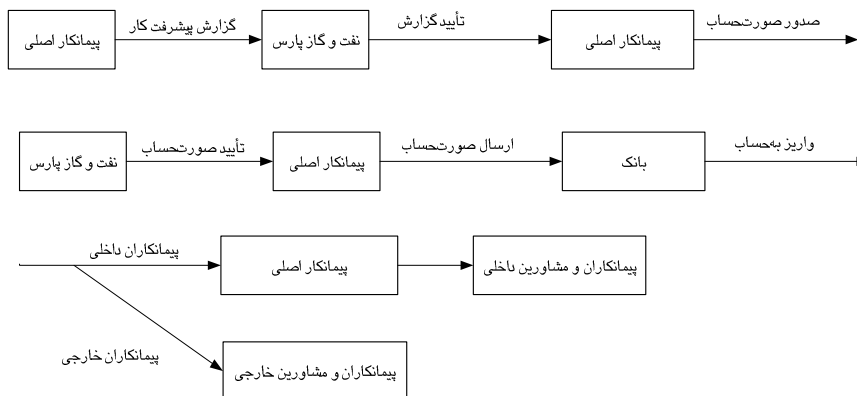 پیمانکار اصلی
گزارش پیشرفت کار
نفت و گاز پارس
تأیید گزارش
پیمانکار اصلی
صدور صورت‌حساب
نفت و گاز پارس
تأیید صورت‌حساب
پیمانکار اصلی
ارسال صورت‌حساب
بانک
واریز به‌حساب
پیمانکاران داخلی
پیمانکار اصلی
پیمانکاران و مشاورین داخلی
پیمانکاران خارجی
پیمانکاران و مشاورین خارجی